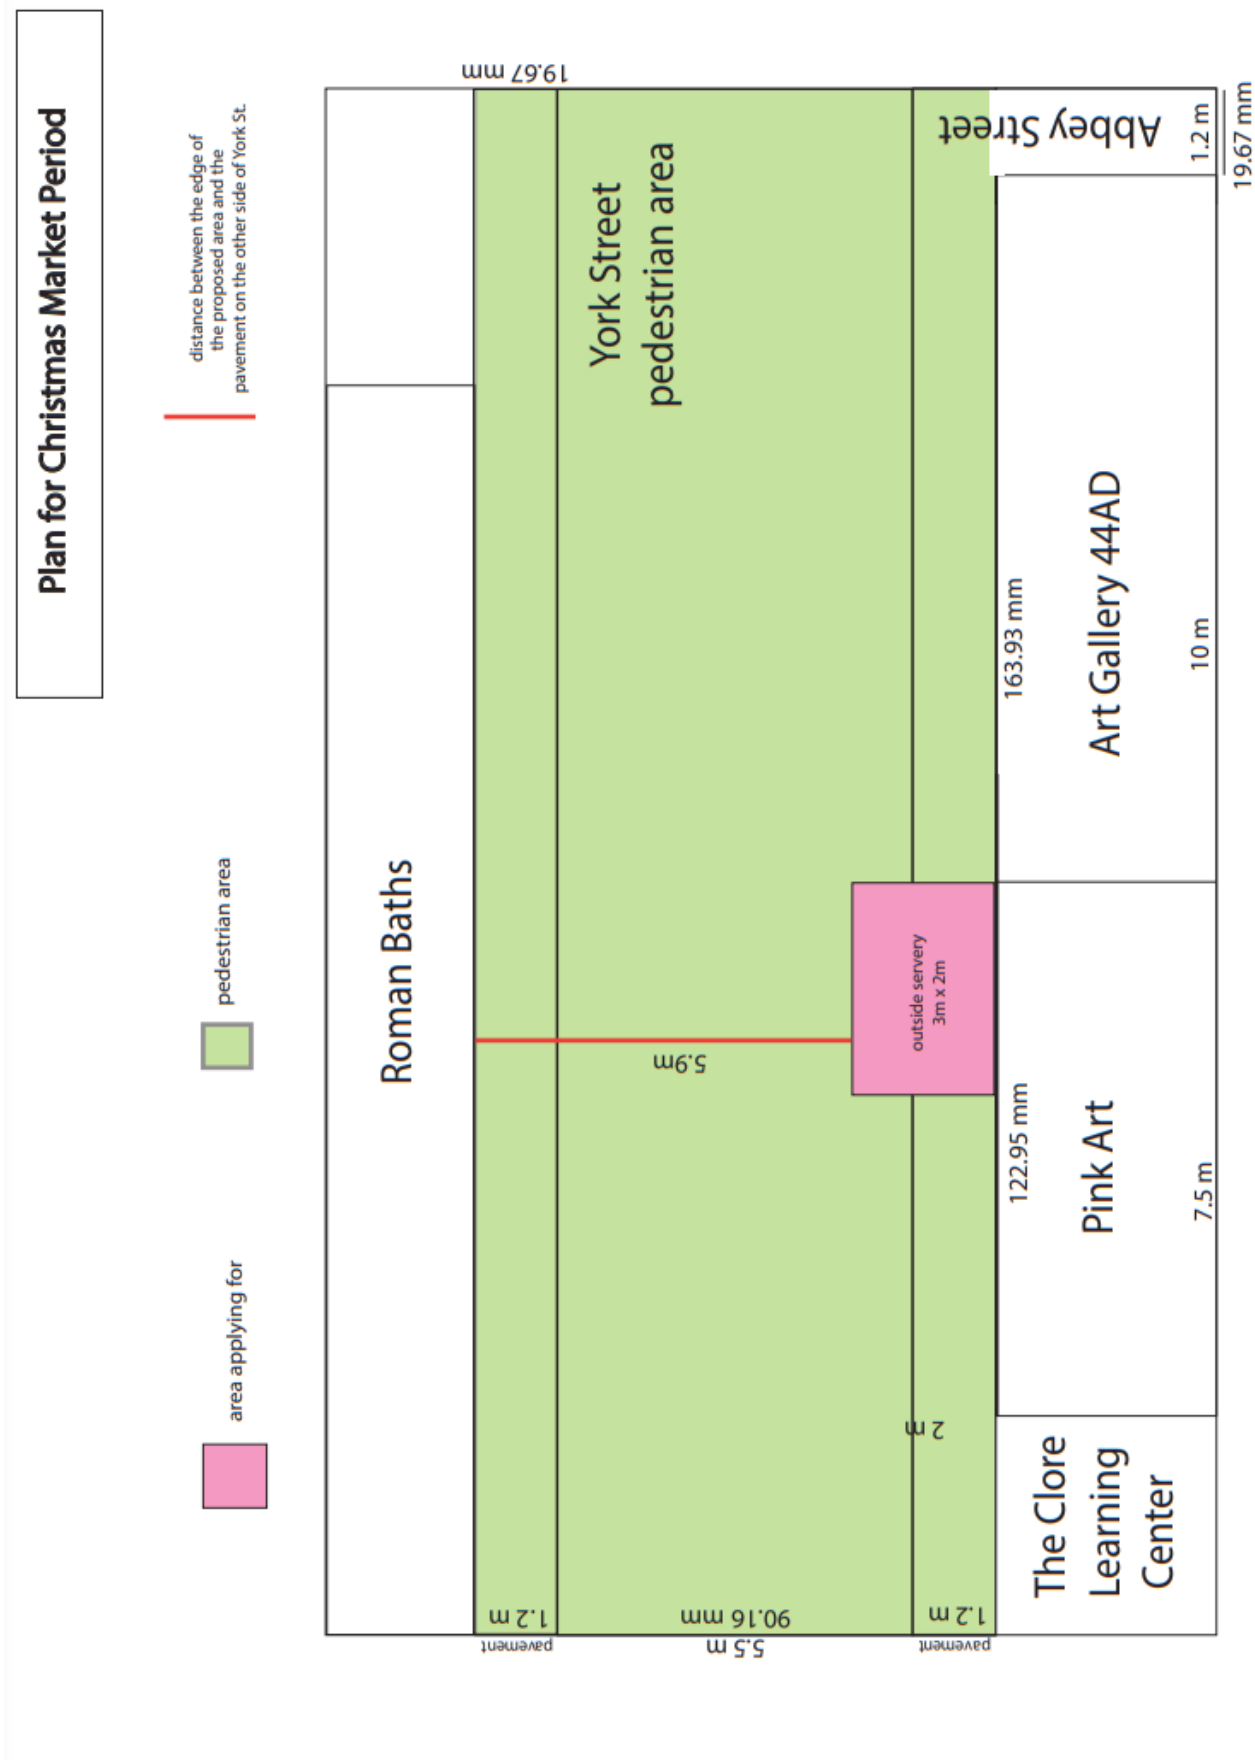 Plan for Christmas Market Period
area applying for
pedestrian area
distance between the edge of
the proposed area and the
pavement on the other side of York St.
Roman Baths
19.67 mm
York Street
pedestrian area
5.9m
outside servery
3m x 2m
2 m
pavement
1.2 m
5.5 m
90.16 mm
pavement
1.2 m
The Clore
Learning
Center
122.95 mm
Pink Art
7.5 m
163.93 mm
Art Gallery 44AD
10 m
Abbey Street
1.2 m
19.67 mm